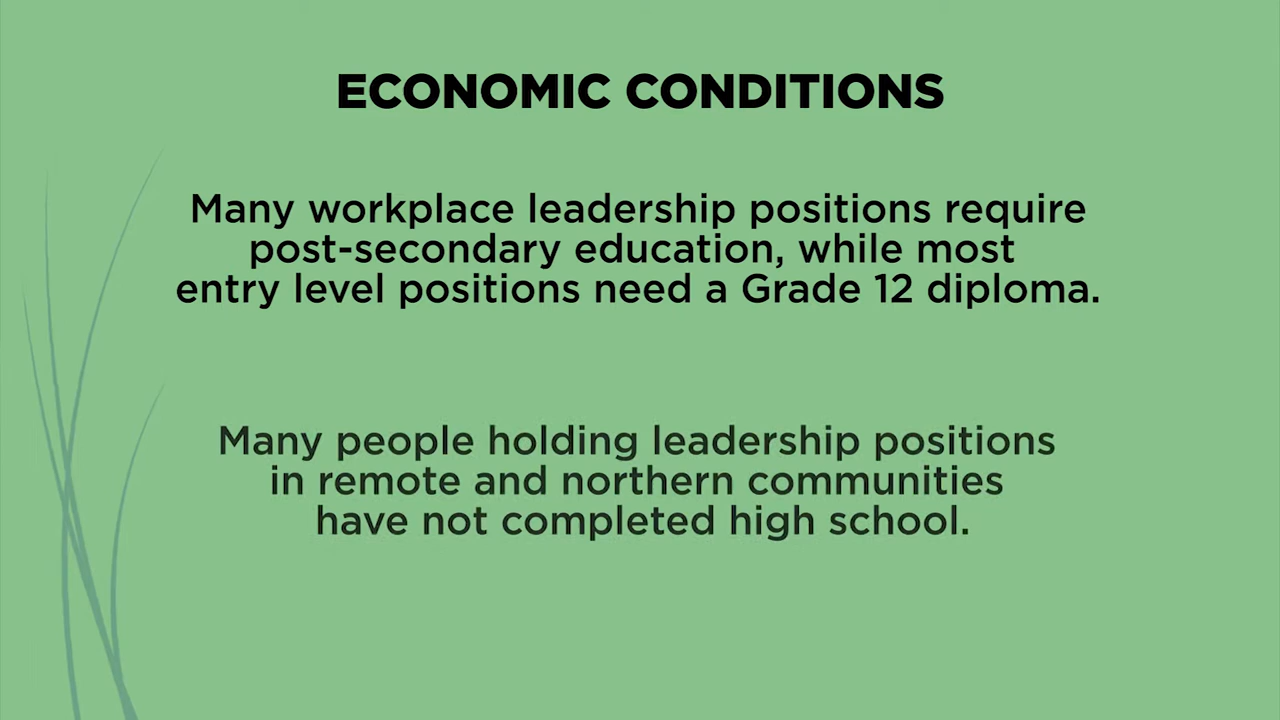 ECONOMIC CONDITIONS
Many workplace leadership positions require
post-secondary education, while most
entry level positions need a Grade 12 diploma.
Many people holding leadership positions
in remote and northern communities
have not completed high school.